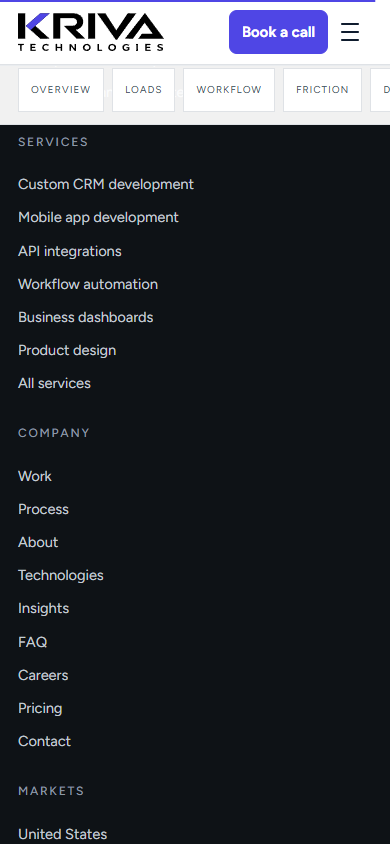 KRIVA
TECHNOLOGIES
Book a call
OVERVIEW
LOADS
WORKFLOW
FRICTION
SERVICES
Custom CRM development
Mobile app development
API integrations
Workflow automation
Business dashboards
Product design
All services
COMPANY
Work
Process
About
Technologies
Insights
FAQ
Careers
Pricing
Contact
MARKETS
United States